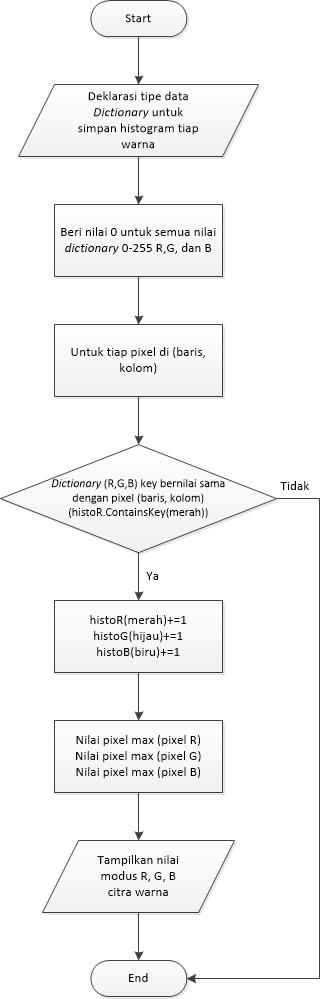 Start
Deklarasi tipe data
Dictionary untuk
simpan histogram tiap
warna
Beri nilai 0 untuk semua nilai
dictionary 0-255 R,G, dan B
Untuk tiap pixel di (baris,
kolom)
Dictionary (R,G,B) key bernilai sama
dengan pixel (baris, kolom)
(histoR.ContainsKey(merah))
Tidak
Ya
histoR(merah)+=1
histoG(hijau)+=1
histoB(biru)+=1
Nilai pixel max (pixel R)
Nilai pixel max (pixel G)
Nilai pixel max (pixel B)
Tampilkan nilai
modus R, G, B
citra warna
End